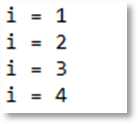 i = 1
i = 2
i = 3
i = 4